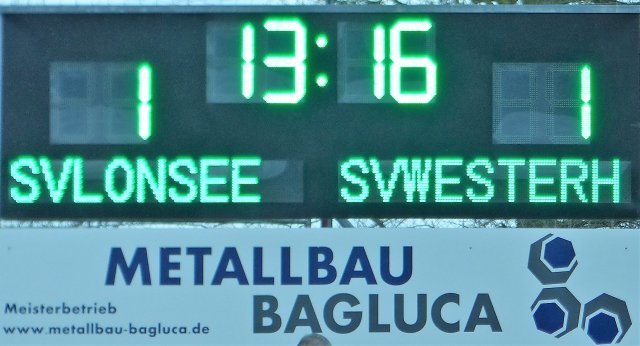 13:16
1 1
SVLONSEE SVWESTERH
METALLBAU
BAGLUCA
Meisterbetrieb
www.metallbau-bagluca.de